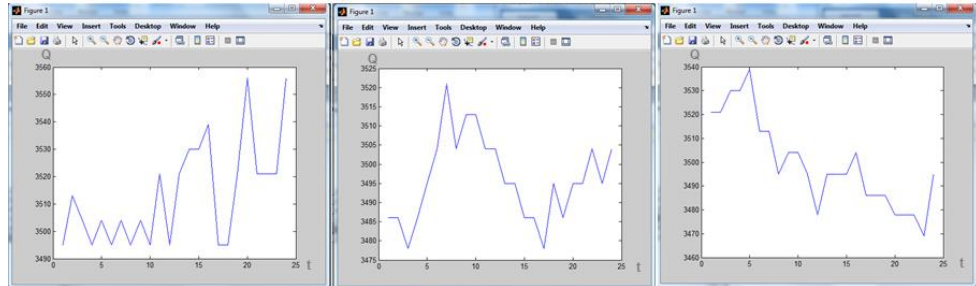 Figure 1
File Edit View Insert Tools Desktop Window Help
Q
3560
3550
3540
3530
3520
3510
3500
3490
0 5 10 15 20 25 t
Figure 1
File Edit View Insert Tools Desktop Window Help
Q
3525
3520
3515
3510
3505
3500
3495
3490
3485
3480
3475
0 5 10 15 20 25 t
Figure 1
File Edit View Insert Tools Desktop Window Help
Q
3540
3530
3520
3510
3500
3490
3480
3470
3460
0 5 10 15 20 25 t